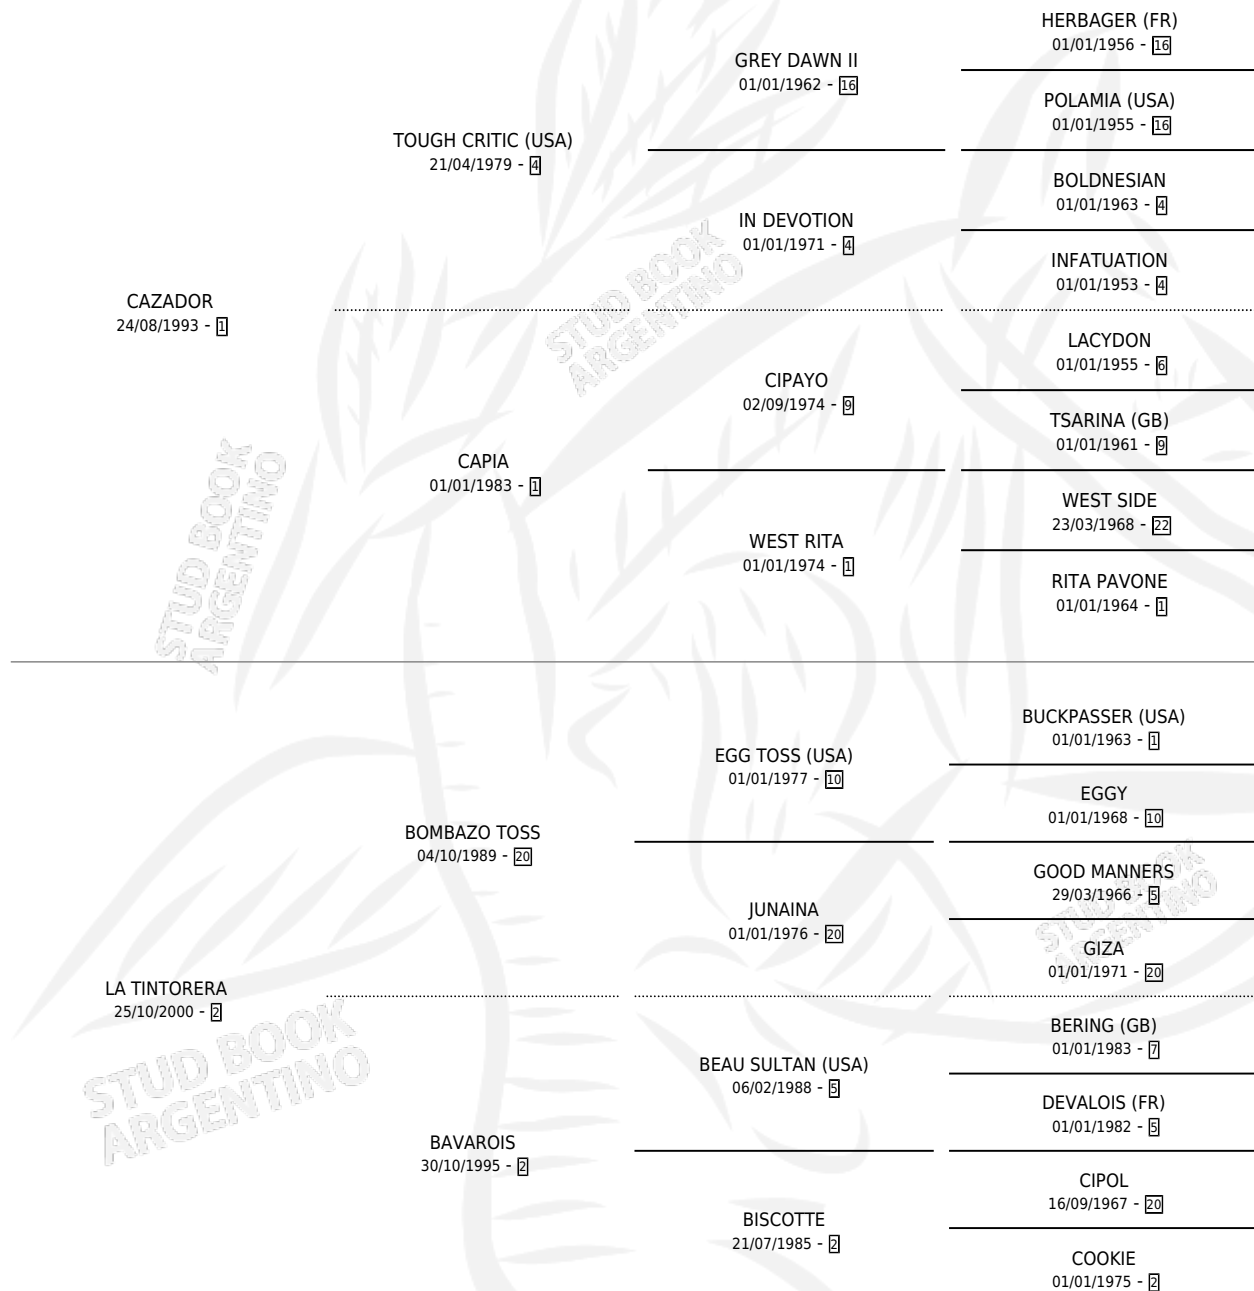 HERBAGER (FR)
01/01/1956 - 16
GREY DAWN II
01/01/1962 - 16
POLAMIA (USA)
01/01/1955 - 16
TOUGH CRITIC (USA)
21/04/1979 - 4
BOLDNESIAN
01/01/1963 - 4
IN DEVOTION
01/01/1971 - 4
INFATUATION
01/01/1953 - 4
CAZADOR
24/08/1993 - 1
LACYDON
01/01/1955 - 6
CIPAYO
02/09/1974 - 9
TSARINA (GB)
01/01/1961 - 9
CAPIA
01/01/1983 - 1
WEST SIDE
23/03/1968 - 22
WEST RITA
01/01/1974 - 1
RITA PAVONE
01/01/1964 - 1
BUCKPASSER (USA)
01/01/1963 - 1
EGG TOSS (USA)
01/01/1977 - 10
EGGY
01/01/1968 - 10
BOMBAZO TOSS
04/10/1989 - 20
GOOD MANNERS
29/03/1966 - 5
JUNAINA
01/01/1976 - 20
GIZA
01/01/1971 - 20
LA TINTORERA
25/10/2000 - 2
BERING (GB)
01/01/1983 - 7
BEAU SULTAN (USA)
06/02/1988 - 5
DEVALOIS (FR)
01/01/1982 - 5
BAVAROIS
30/10/1995 - 2
CIPOL
16/09/1967 - 20
BISCOTTE
21/07/1985 - 2
COOKIE
01/01/1975 - 2
STUD BOOK
ARGENTINO
STUD BOOK
ARGENTINO
STUD BOOK
ARGENTINO
STUD BOOK
ARGENTINO